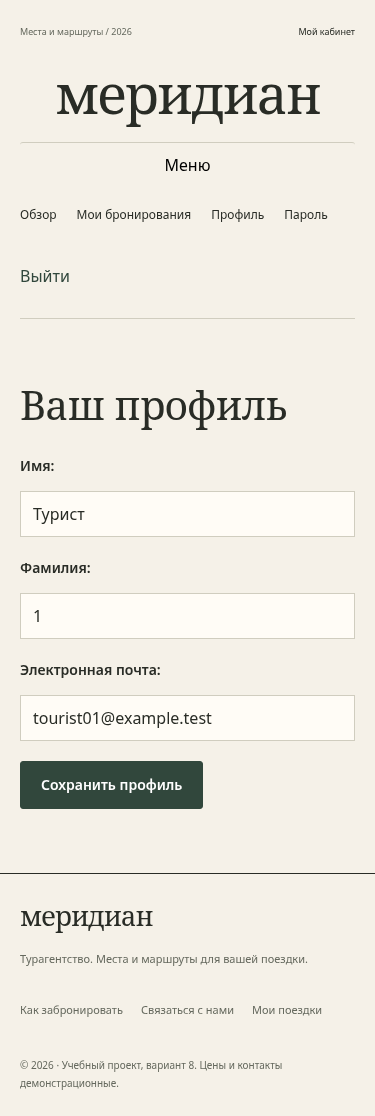 Места и маршруты / 2026
Мой кабинет
меридиан
Меню
Обзор Мои бронирования Профиль Пароль
Выйти
Ваш профиль
Имя:
Турист
Фамилия:
1
Электронная почта:
tourist01@example.test
Сохранить профиль
меридиан
Турагентство. Места и маршруты для вашей поездки.
Как забронировать Связаться с нами Мои поездки
© 2026 · Учебный проект, вариант 8. Цены и контакты
демонстрационные.